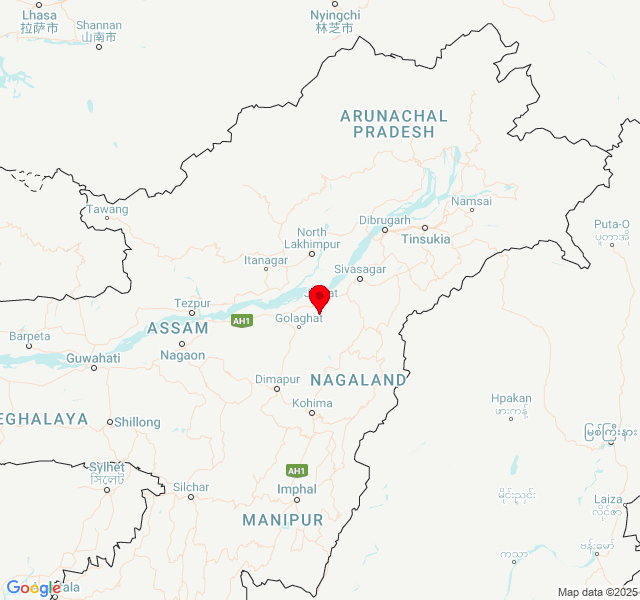 Lhasa
拉萨市
Shannan
山南市
Nyingchi
林芝市
ARUNACHAL
PRADESH
Tawang
Namsai
Dibrugarh
Tinsukia
Puta-O
ပူတာအို
North
Lakhimpur
Itanagar
Sivasagar
Tezpur
AH1
Golaghat
ASSAM
Barpeta
Nagaon
Guwahati
Dimapur
NAGALAND
Kohima
Hpakan
ဖားကန့်
EGHALAYA
Shillong
မြစ်ကြီးနား
Sylhet
সিলেট
AH1
Silchar
Imphal
မိုင်းညှင်း
Laiza
လိုင်ဇာ
MANIPUR
ကသာ
ဗန်းမော်
Google
Map data ©2025